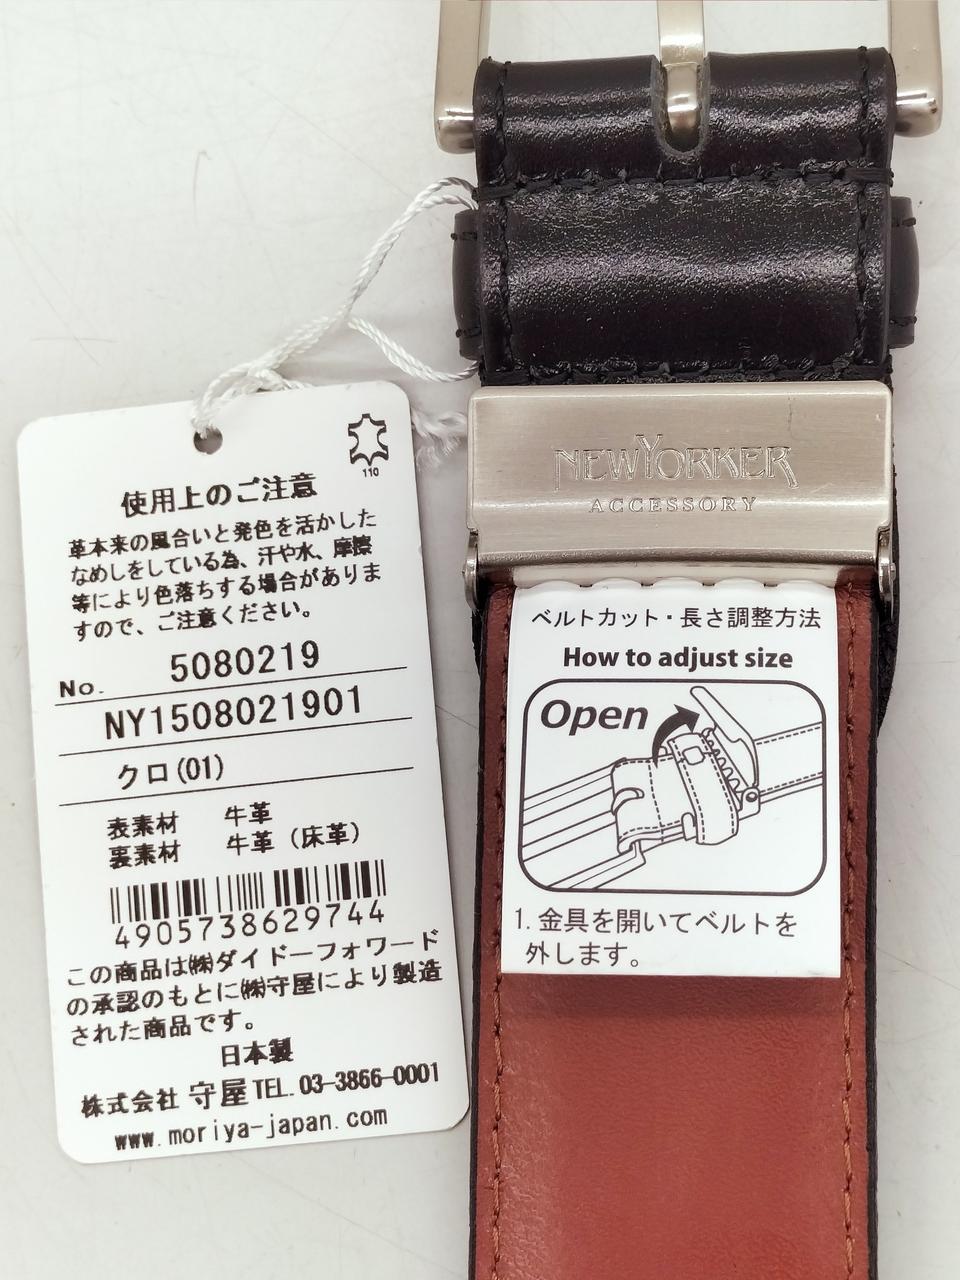 110
使用上のご注意
革本来の風合いと発色を活かした
なめしをしている為、汗や水、摩擦
等により色落ちする場合がありま
すので、ご注意ください。
No. 5080219
NY1508021901
クロ(01)
表素材 牛革
裏素材 牛革（床革）
4905738629744
この商品は㈱ダイドーフォワード
の承認のもとに㈱守屋により製造
された商品です。
日本製
株式会社 守屋 TEL. 03-3866-0001
www.moriya-japan.com
NEWYORKER
ACCESSORY
ベルトカット・長さ調整方法
How to adjust size
Open
1. 金具を開いてベルトを
外します。